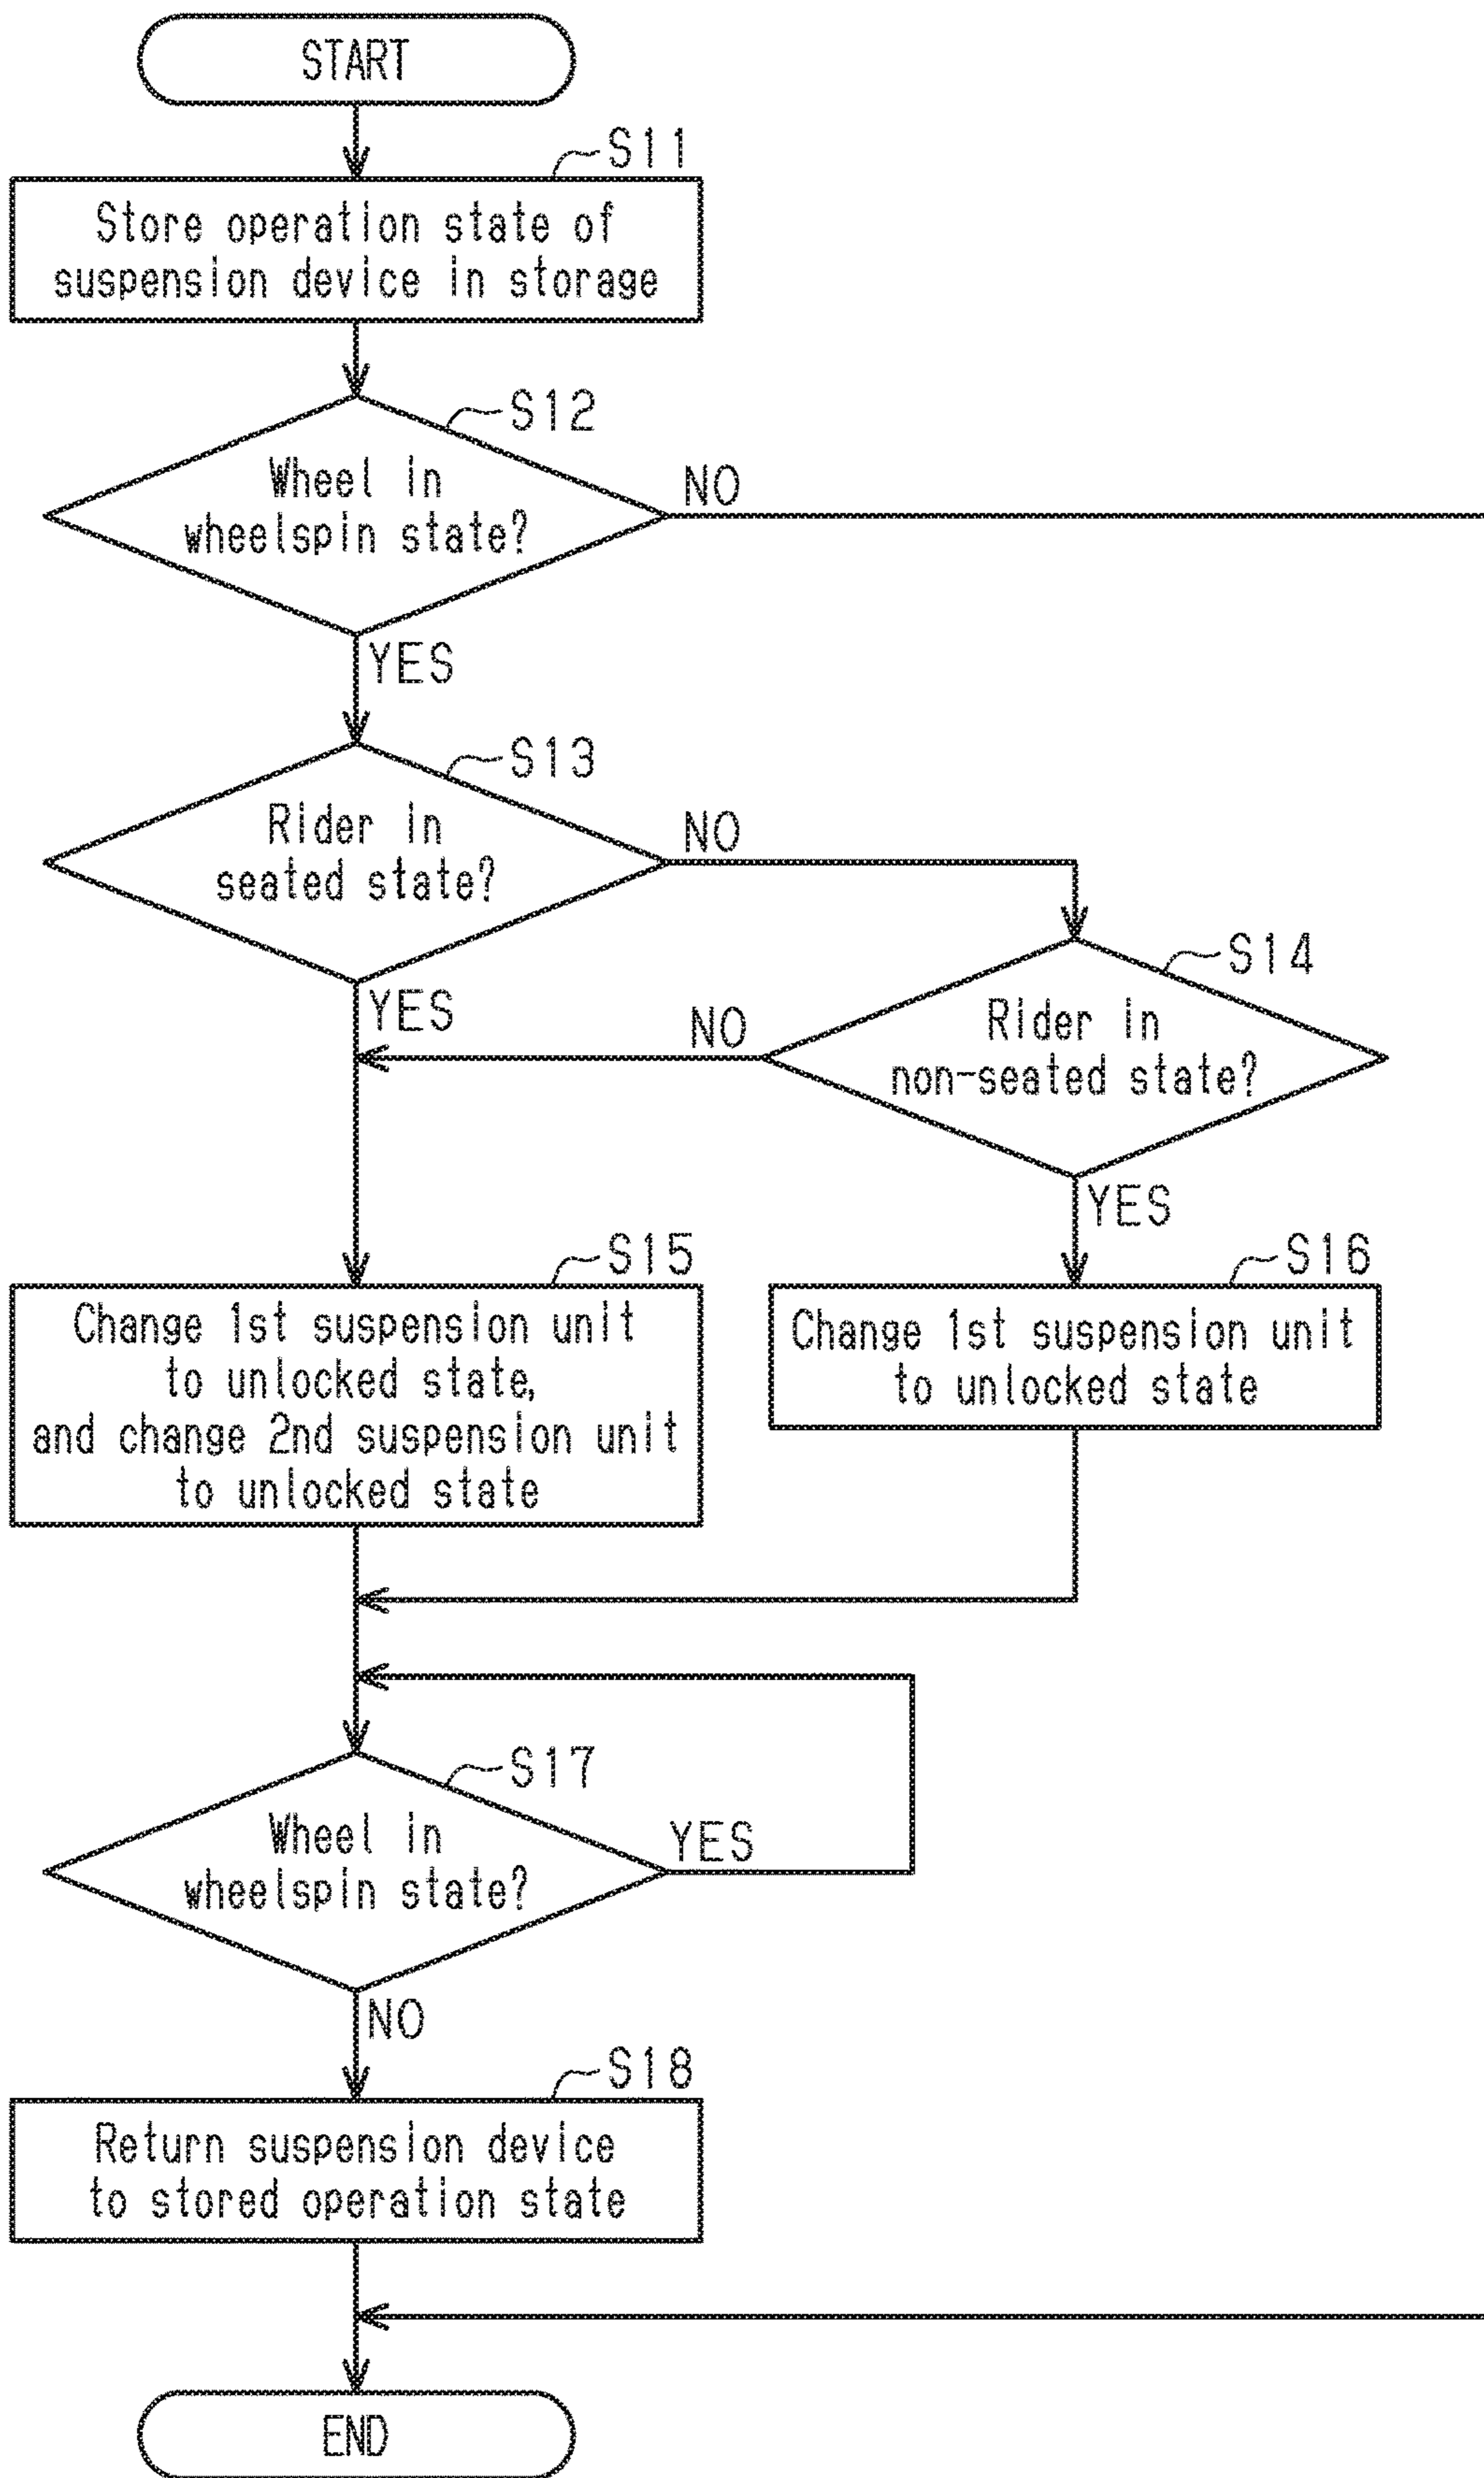 START
S11
Store operation state of
suspension device in storage
S12
Wheel in
wheelspin state?
NO
YES
S13
Rider in
seated state?
NO
YES
S14
Rider in
non-seated state?
NO
YES
S15
Change 1st suspension unit
to unlocked state,
and change 2nd suspension unit
to unlocked state
S16
Change 1st suspension unit
to unlocked state
S17
Wheel in
wheelspin state?
YES
NO
S18
Return suspension device
to stored operation state
END